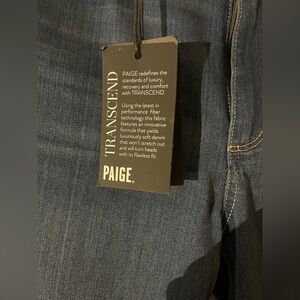 TRANSCEND
PAIGE redefines the
standards of luxury,
recovery and comfort
with TRANSCEND.
Using the latest in
performance fiber
technology this fabric
features an innovative
formula that yields
luxuriously soft denim
that won't stretch out
and will turn heads
with its flawless fit.
PAIGE